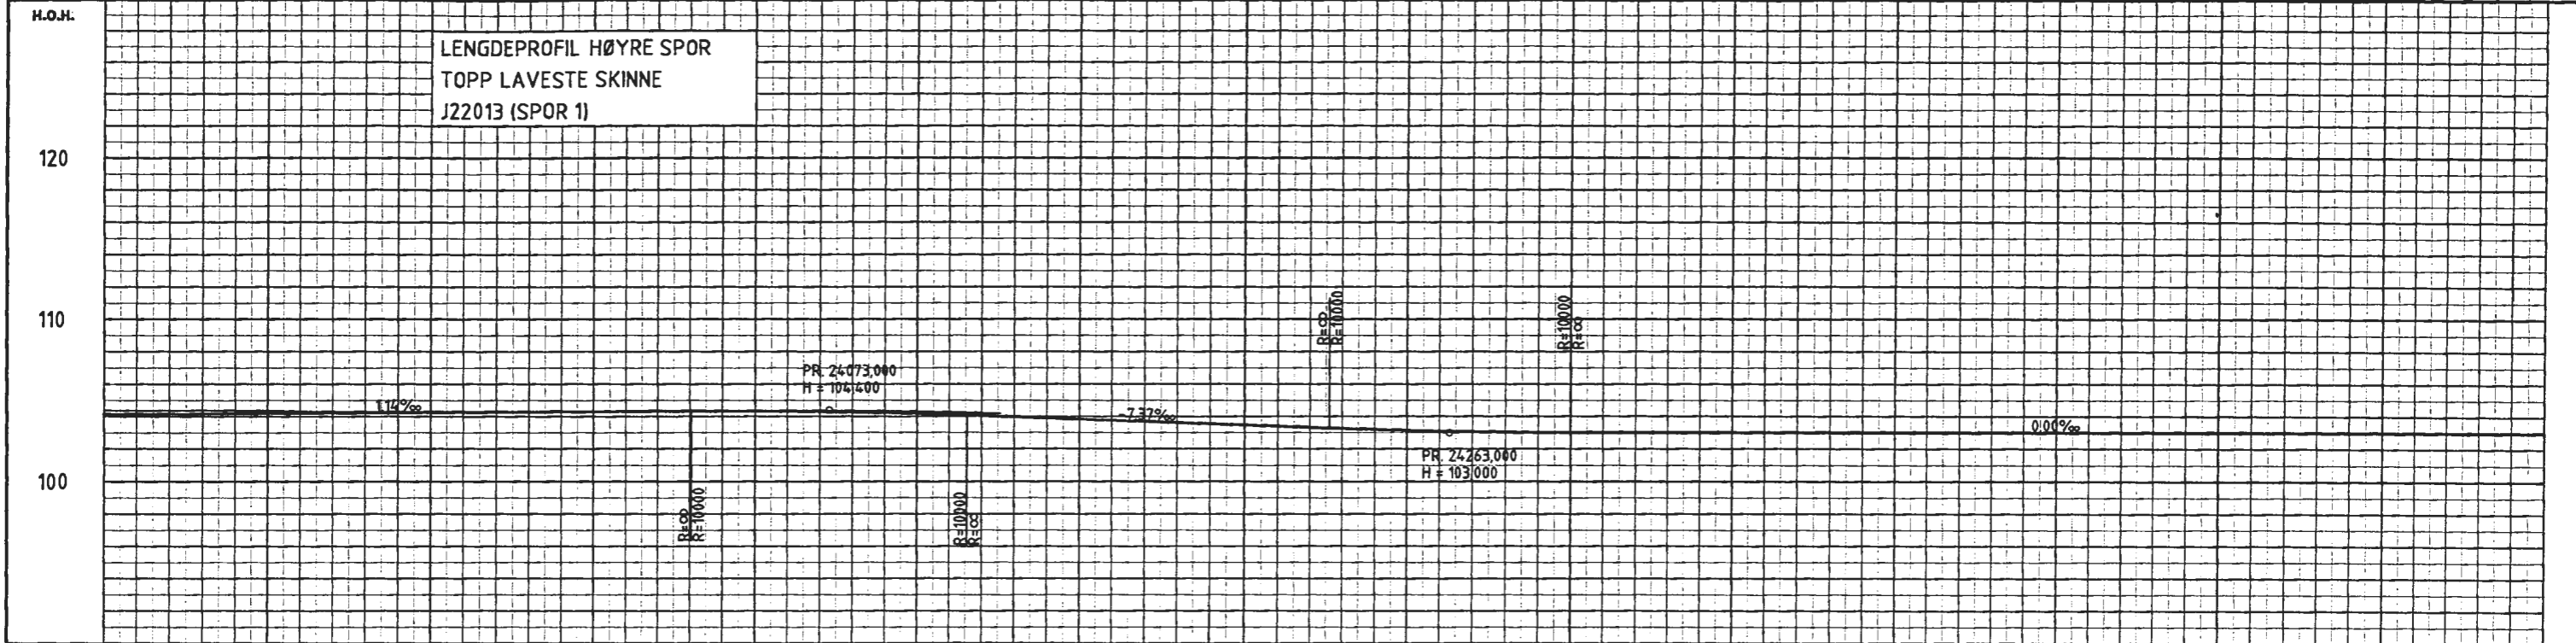 H.O.H.
LENGDEPROFIL HØYRE SPOR
TOPP LAVESTE SKINNE
J22013 (SPOR 1)
120
110
100
R=∞
R=10000
R=10000
R=∞
PR. 24073,000
H = 104,400
1.14‰
-7.37‰
0.00‰
PR. 24263,000
H = 103,000
R=∞
R=10000
R=10000
R=∞